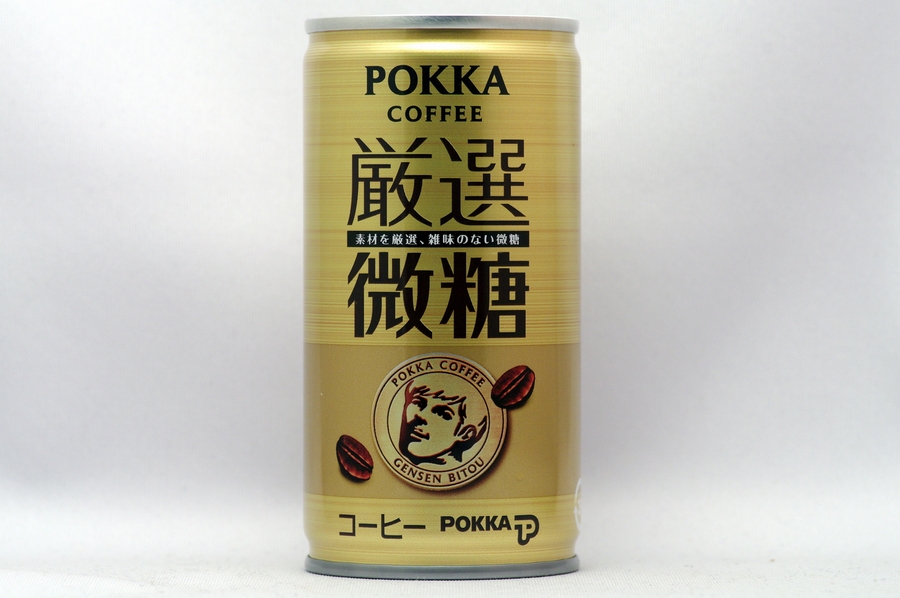 POKKA
COFFEE
厳選
素材を厳選、雑味のない微糖
微糖
POKKA COFFEE
GENSEN BITOU
コーヒー POKKA